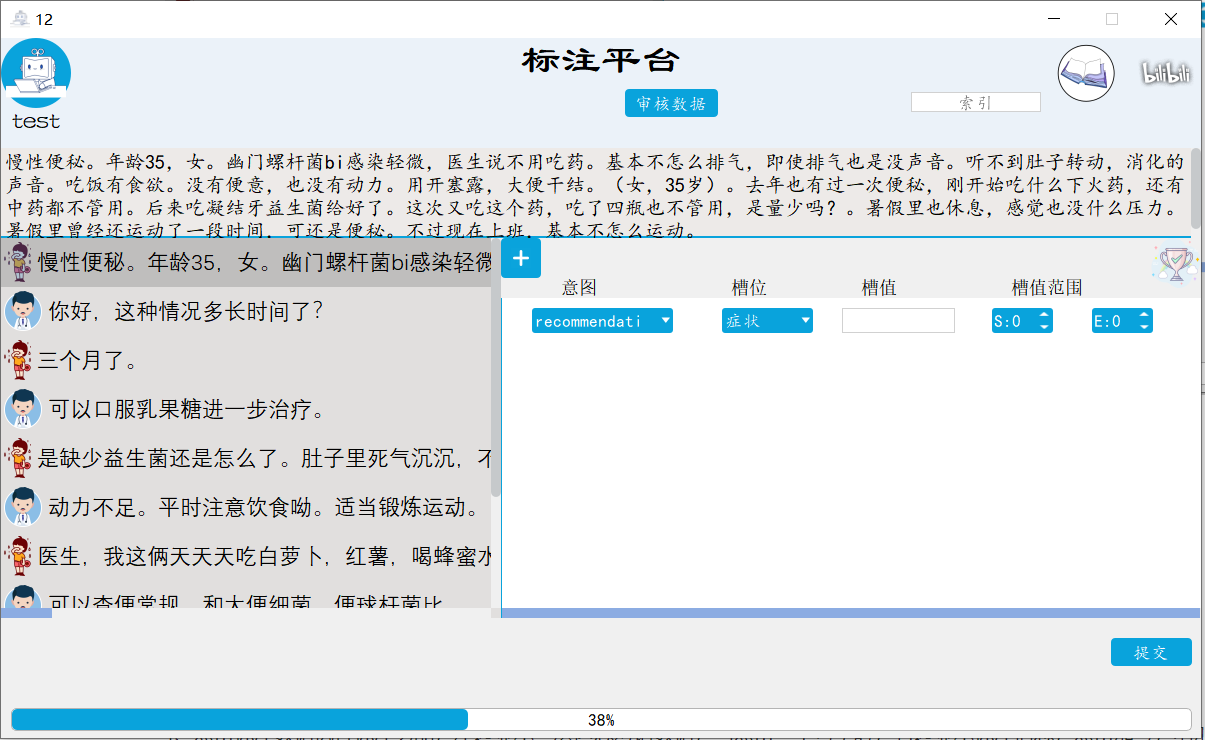 12
标注平台
bilibili
审核数据
索引
test
慢性便秘。年龄35，女。幽门螺杆菌bi感染轻微，医生说不用吃药。基本不怎么排气，即使排气也是没声音。听不到肚子转动，消化的
声音。吃饭有食欲。没有便意，也没有动力。用开塞露，大便干结。（女，35岁）。去年也有过一次便秘，刚开始吃什么下火药，还有
中药都不管用。后来吃凝结牙益生菌给好了。这次又吃这个药，吃了四瓶也不管用，是量少吗？。暑假里也休息，感觉也没什么压力。
暑假里曾经还运动了一段时间，可还是便秘。不过现在上班，基本不怎么运动。
慢性便秘。年龄35，女。幽门螺杆菌bi感染轻微
+
意图 槽位 槽值 槽值范围
你好，这种情况多长时间了？
recommendati 症状 S:0 E:0
三个月了。
可以口服乳果糖进一步治疗。
是缺少益生菌还是怎么了。肚子里死气沉沉，不
动力不足。平时注意饮食呦。适当锻炼运动。
医生，我这俩天天天吃白萝卜，红薯，喝蜂蜜水
可以查便常规，和大便细菌，便球杆菌比
提交
38%